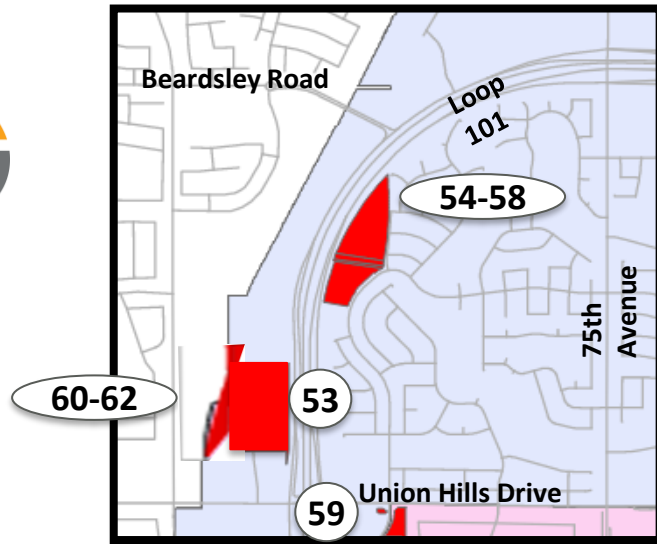 Beardsley Road
Loop
101
54-58
75th
Avenue
60-62
53
59
Union Hills Drive